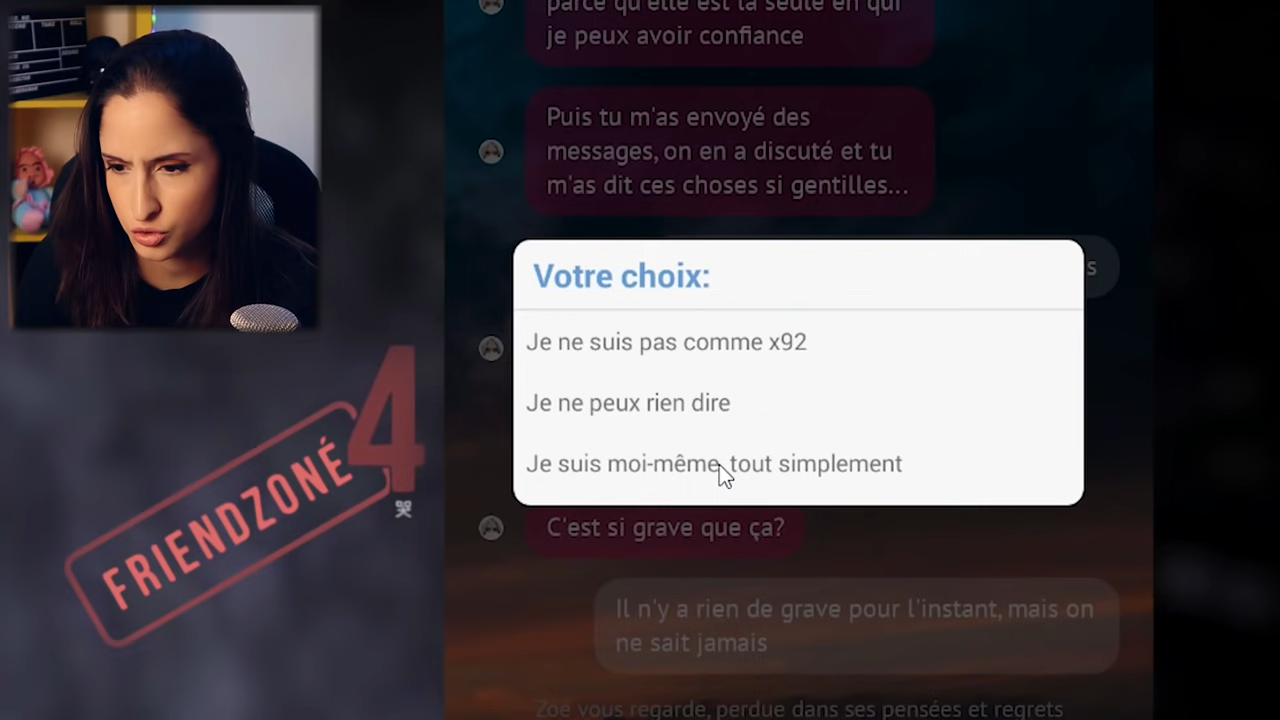 parce qu'elle est la seule en qui
je peux avoir confiance
Puis tu m'as envoyé des
messages, on en a discuté et tu
m'as dit ces choses si gentilles...
s
Votre choix:
Je ne suis pas comme x92
Je ne peux rien dire
Je suis moi-même, tout simplement
C'est si grave que ça?
Il n'y a rien de grave pour l'instant, mais on
ne sait jamais
Zoé vous regarde, perdue dans ses pensées et regrets
FRIENDZONÉ
4
哭